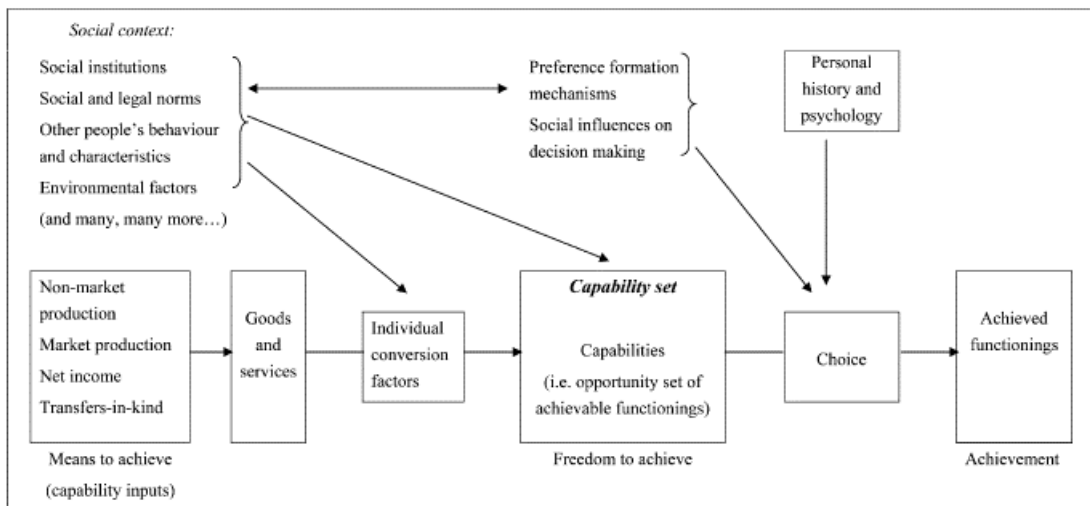 Social context:
Social institutions
Social and legal norms
Other people's behaviour
and characteristics
Environmental factors
(and many, many more…)
Preference formation
mechanisms
Social influences on
decision making
Personal
history and
psychology
Non-market
production
Market production
Net income
Transfers-in-kind
Goods
and
services
Individual
conversion
factors
Capability set
Capabilities
(i.e. opportunity set of
achievable functionings)
Choice
Achieved
functionings
Means to achieve
(capability inputs)
Freedom to achieve
Achievement